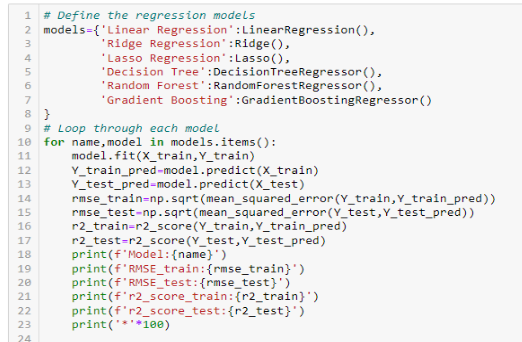 1 # Define the regression models
2 models={'Linear Regression':LinearRegression(),
3 'Ridge Regression':Ridge(),
4 'Lasso Regression':Lasso(),
5 'Decision Tree':DecisionTreeRegressor(),
6 'Random Forest':RandomForestRegressor(),
7 'Gradient Boosting':GradientBoostingRegressor()
8 }
9 # Loop through each model
10 for name,model in models.items():
11 model.fit(X_train,Y_train)
12 Y_train_pred=model.predict(X_train)
13 Y_test_pred=model.predict(X_test)
14 rmse_train=np.sqrt(mean_squared_error(Y_train,Y_train_pred))
15 rmse_test=np.sqrt(mean_squared_error(Y_test,Y_test_pred))
16 r2_train=r2_score(Y_train,Y_train_pred)
17 r2_test=r2_score(Y_test,Y_test_pred)
18 print(f'Model:{name}')
19 print(f'RMSE_train:{rmse_train}')
20 print(f'RMSE_test:{rmse_test}')
21 print(f'r2_score_train:{r2_train}')
22 print(f'r2_score_test:{r2_test}')
23 print('*'*100)
24